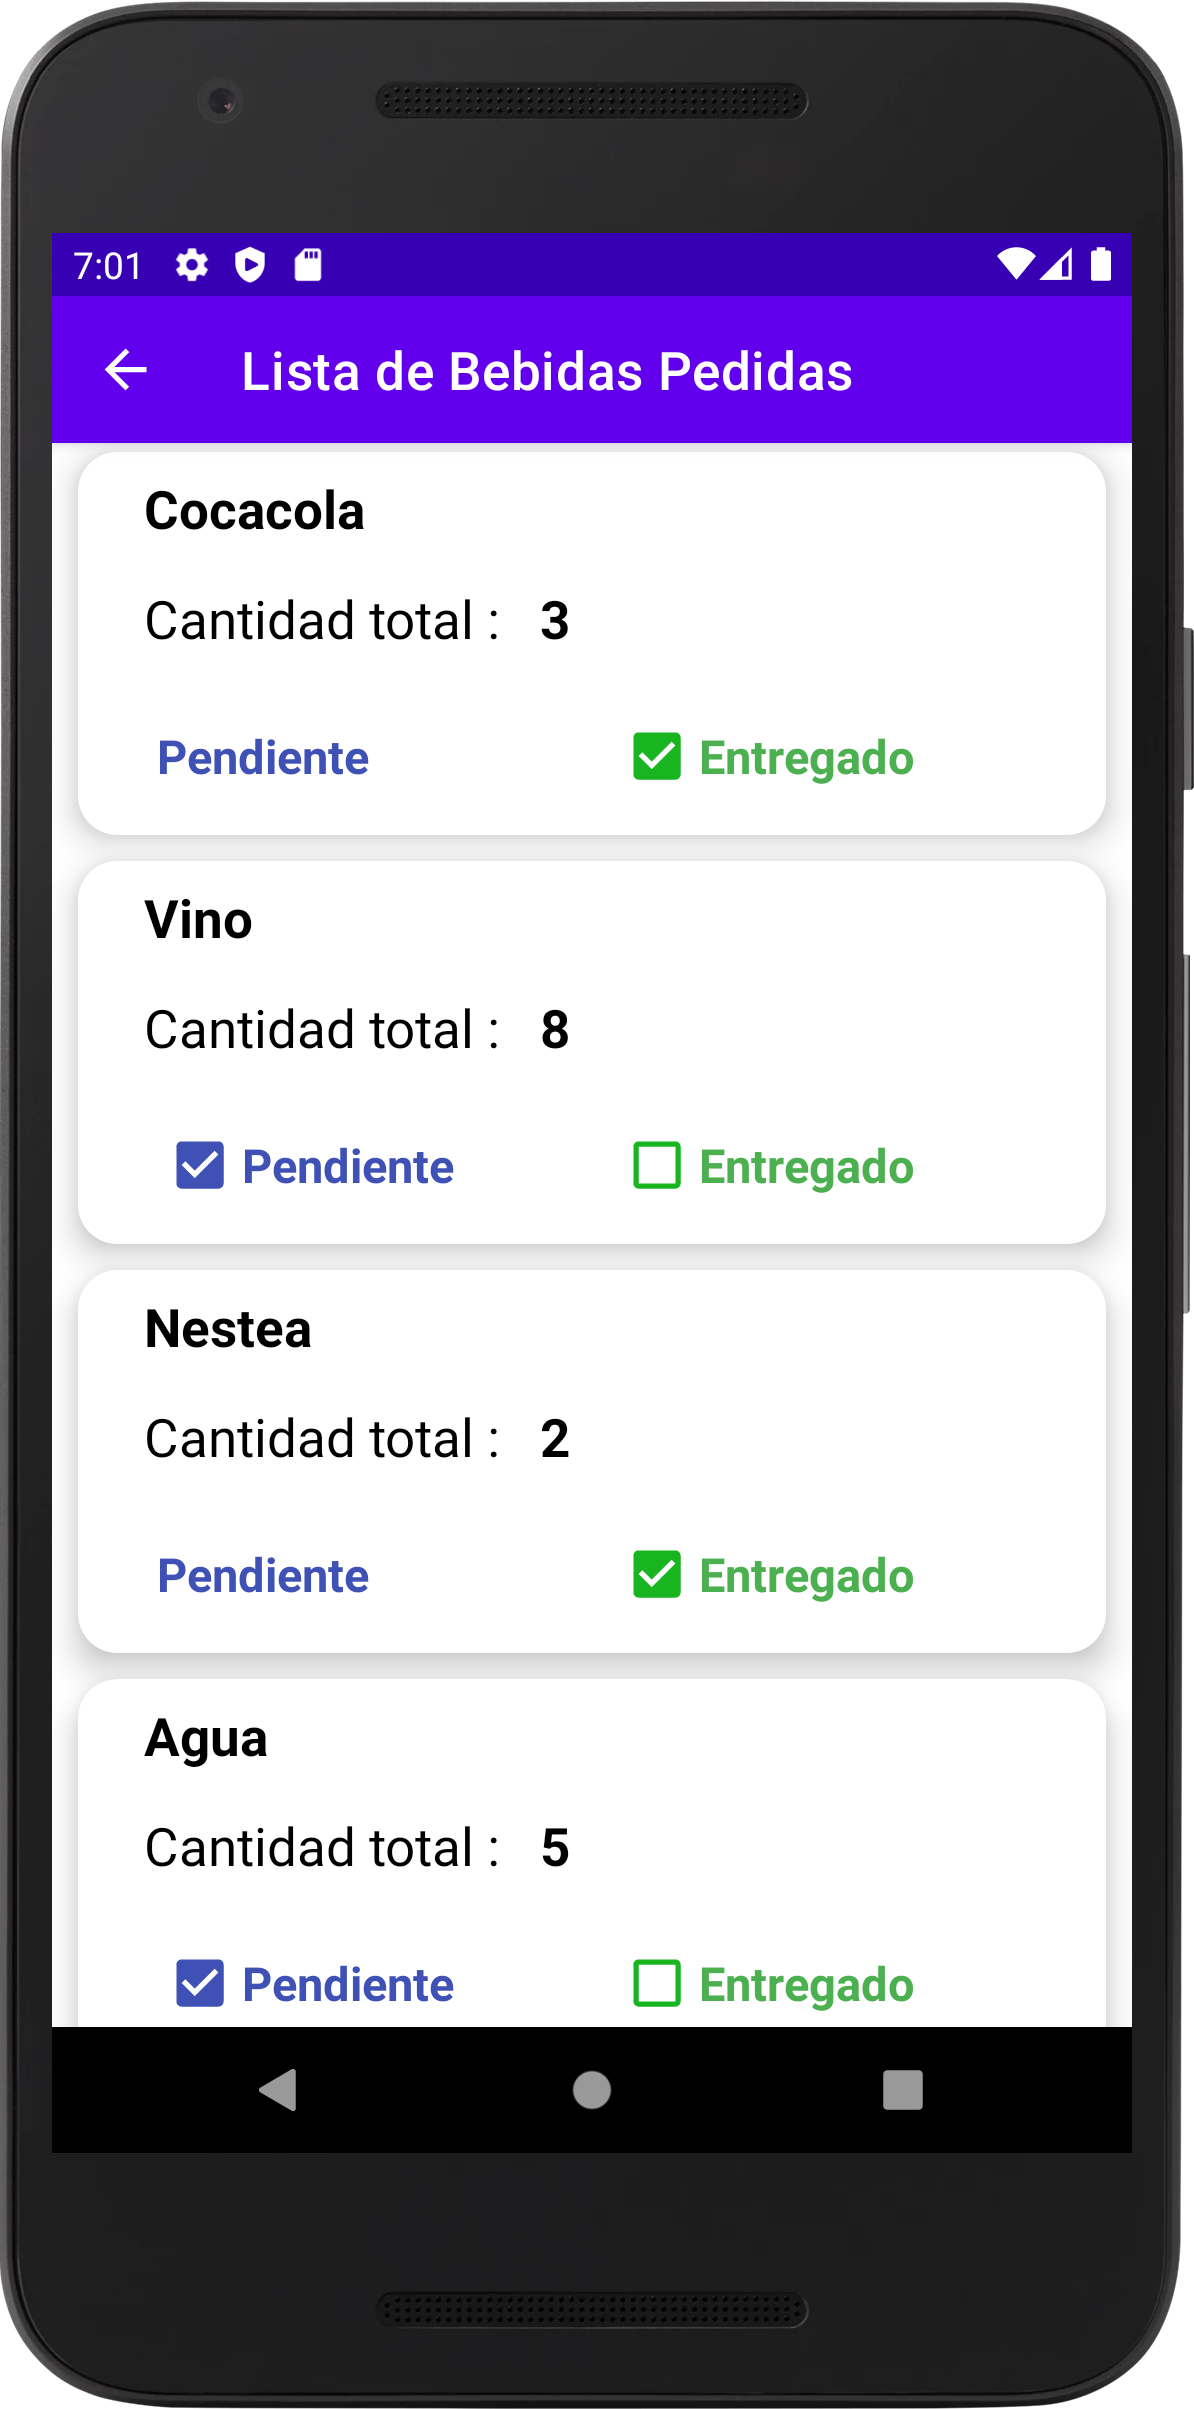 7:01
Lista de Bebidas Pedidas
Cocacola
Cantidad total : 3
Pendiente Entregado
Vino
Cantidad total : 8
Pendiente Entregado
Nestea
Cantidad total : 2
Pendiente Entregado
Agua
Cantidad total : 5
Pendiente Entregado